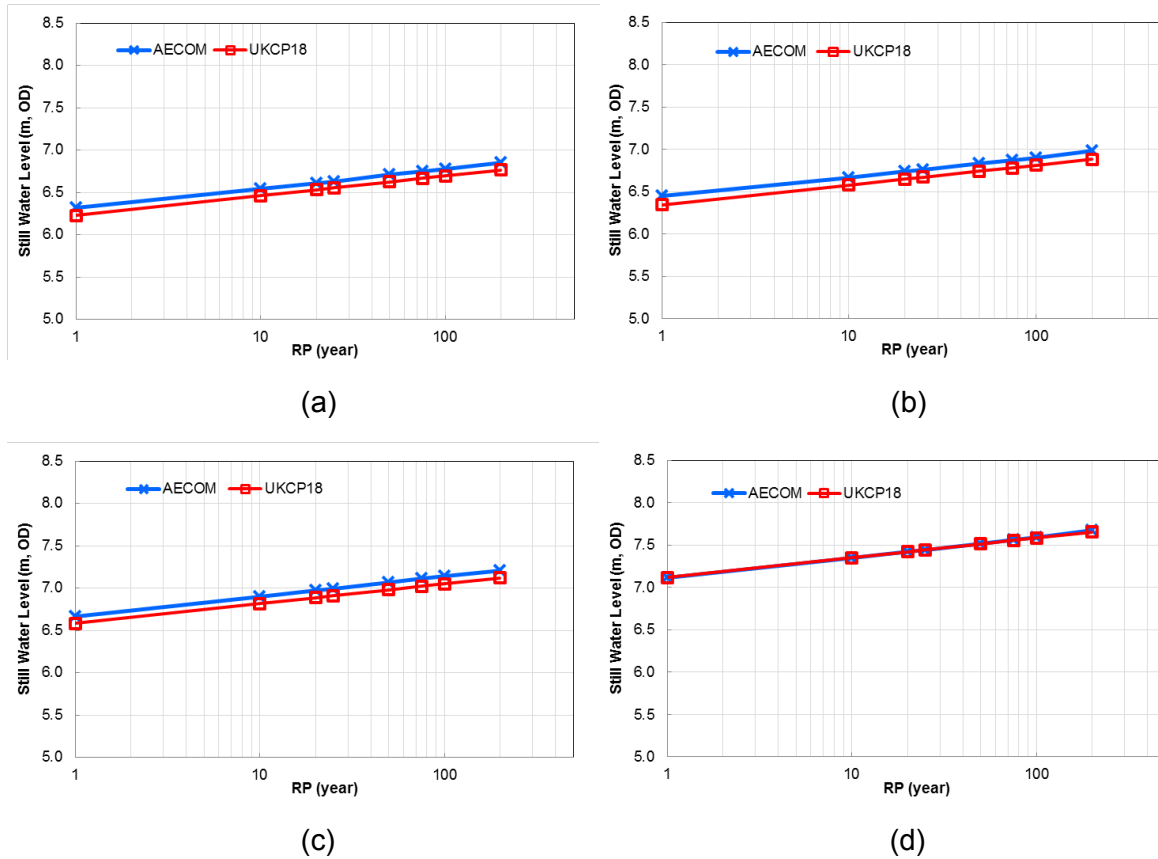 8.5
8.0
7.5
7.0
6.5
6.0
5.5
5.0
Still Water Level (m, OD)
AECOM UKCP18
1 10 100
RP (year)
(a)
8.5
8.0
7.5
7.0
6.5
6.0
5.5
5.0
Still Water Level (m, OD)
AECOM UKCP18
1 10 100
RP (year)
(b)
8.5
8.0
7.5
7.0
6.5
6.0
5.5
5.0
Still Water Level (m, OD)
AECOM UKCP18
1 10 100
RP (year)
(c)
8.5
8.0
7.5
7.0
6.5
6.0
5.5
5.0
Still Water Level (m, OD)
AECOM UKCP18
1 10 100
RP (year)
(d)